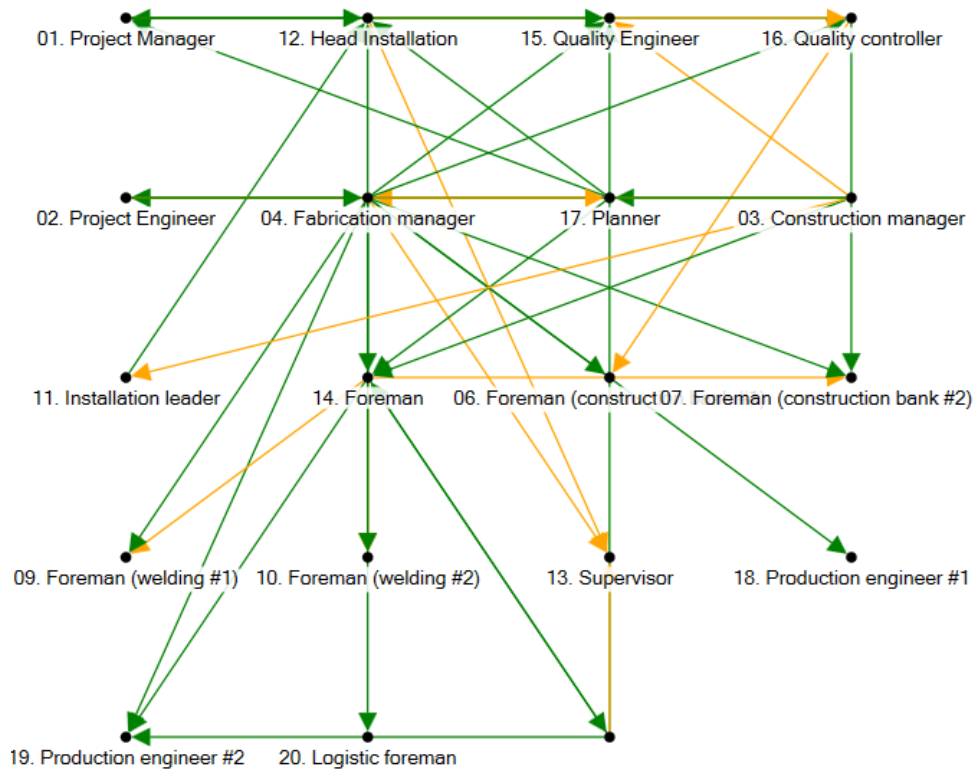 01. Project Manager
12. Head Installation
15. Quality Engineer
16. Quality controller
02. Project Engineer
04. Fabrication manager
17. Planner
03. Construction manager
11. Installation leader
14. Foreman
06. Foreman (construct
07. Foreman (construction bank #2)
09. Foreman (welding #1)
10. Foreman (welding #2)
13. Supervisor
18. Production engineer #1
19. Production engineer #2
20. Logistic foreman